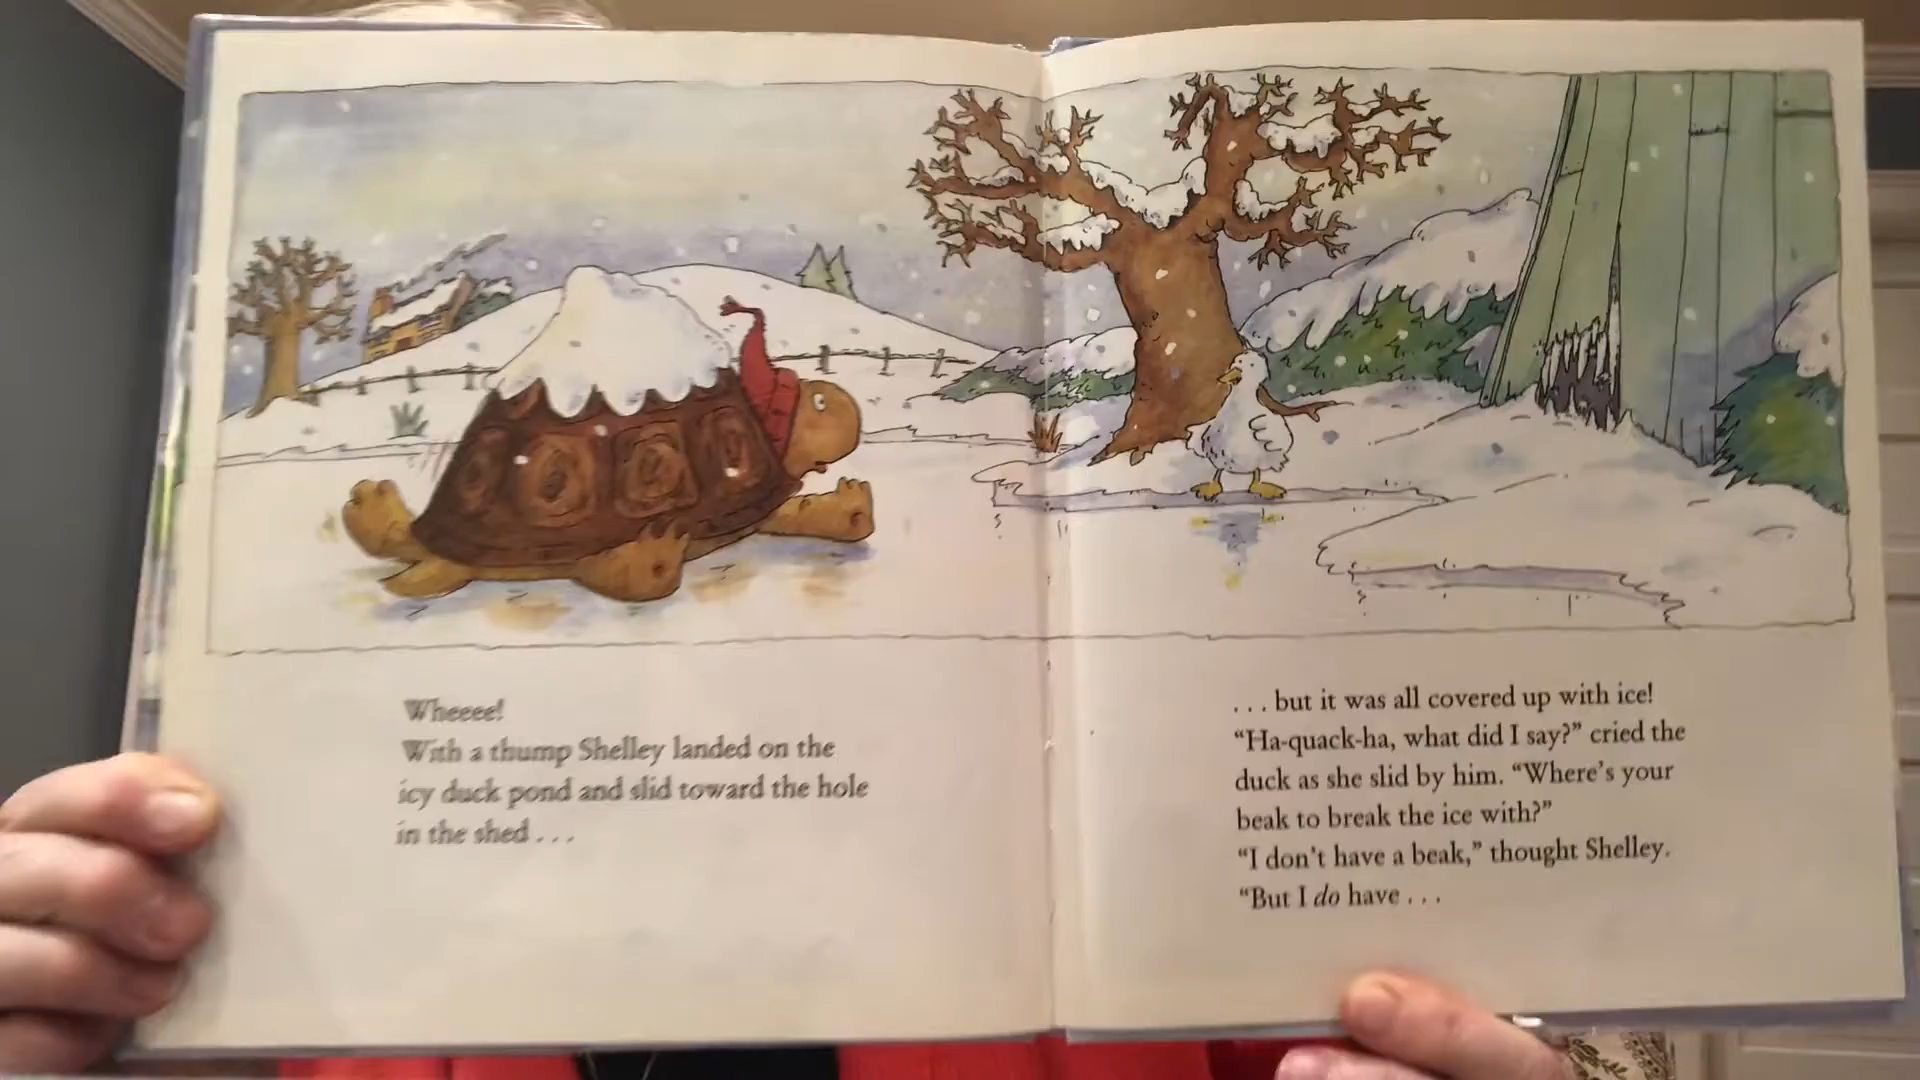 Wheeee!
With a thump Shelley landed on the
icy duck pond and slid toward the hole
in the shed . . .
. . . but it was all covered up with ice!
“Ha-quack-ha, what did I say?” cried the
duck as she slid by him. “Where’s your
beak to break the ice with?”
“I don’t have a beak,” thought Shelley.
“But I do have . . .